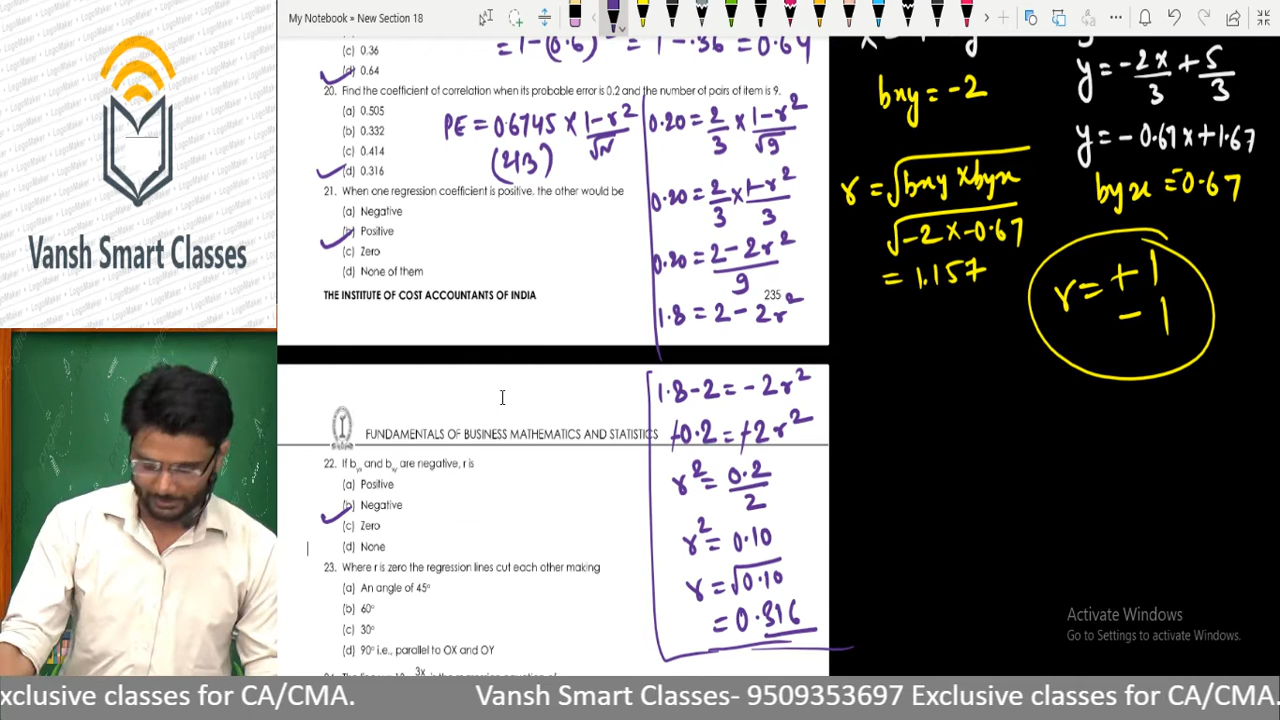 My Notebook » New Section 18
(c) 0.36
= 1-(0.6) = 1-.36 = 0.64
(d) 0.64
20. Find the coefficient of correlation when its probable error is 0.2 and the number of pairs of item is 9.
(a) 0.505
(b) 0.332
(c) 0.414
(d) 0.316
PE = 0.6745 × 1-r²/√N
(2/3)
21. When one regression coefficient is positive, the other would be
(a) Negative
(b) Positive
(c) Zero
(d) None of them
THE INSTITUTE OF COST ACCOUNTANTS OF INDIA
235
0.20 = 2/3 × 1-r²/√9
0.20 = 2/3 × 1-r²/3
0.20 = 2-2r²/9
1.8 = 2-2r²
1.8-2 = -2r²
-0.2 = -2r²
r² = 0.2/2
r² = 0.10
r = √0.10
= 0.316
FUNDAMENTALS OF BUSINESS MATHEMATICS AND STATISTICS
22. If byx and bxy are negative, r is
(a) Positive
(b) Negative
(c) Zero
(d) None
23. Where r is zero the regression lines cut each other making
(a) An angle of 45°
(b) 60°
(c) 30°
(d) 90° i.e., parallel to OX and OY
bxy = -2
r = √bxy × byx
√-2 × -0.67
= 1.157
y = -2x/3 + 5/3
y = -0.67x + 1.67
byx = -0.67
r = +1
-1
Vansh Smart Classes
Activate Windows
Go to Settings to activate Windows.
xclusive classes for CA/CMA. Vansh Smart Classes- 9509353697 Exclusive classes for CA/CMA.